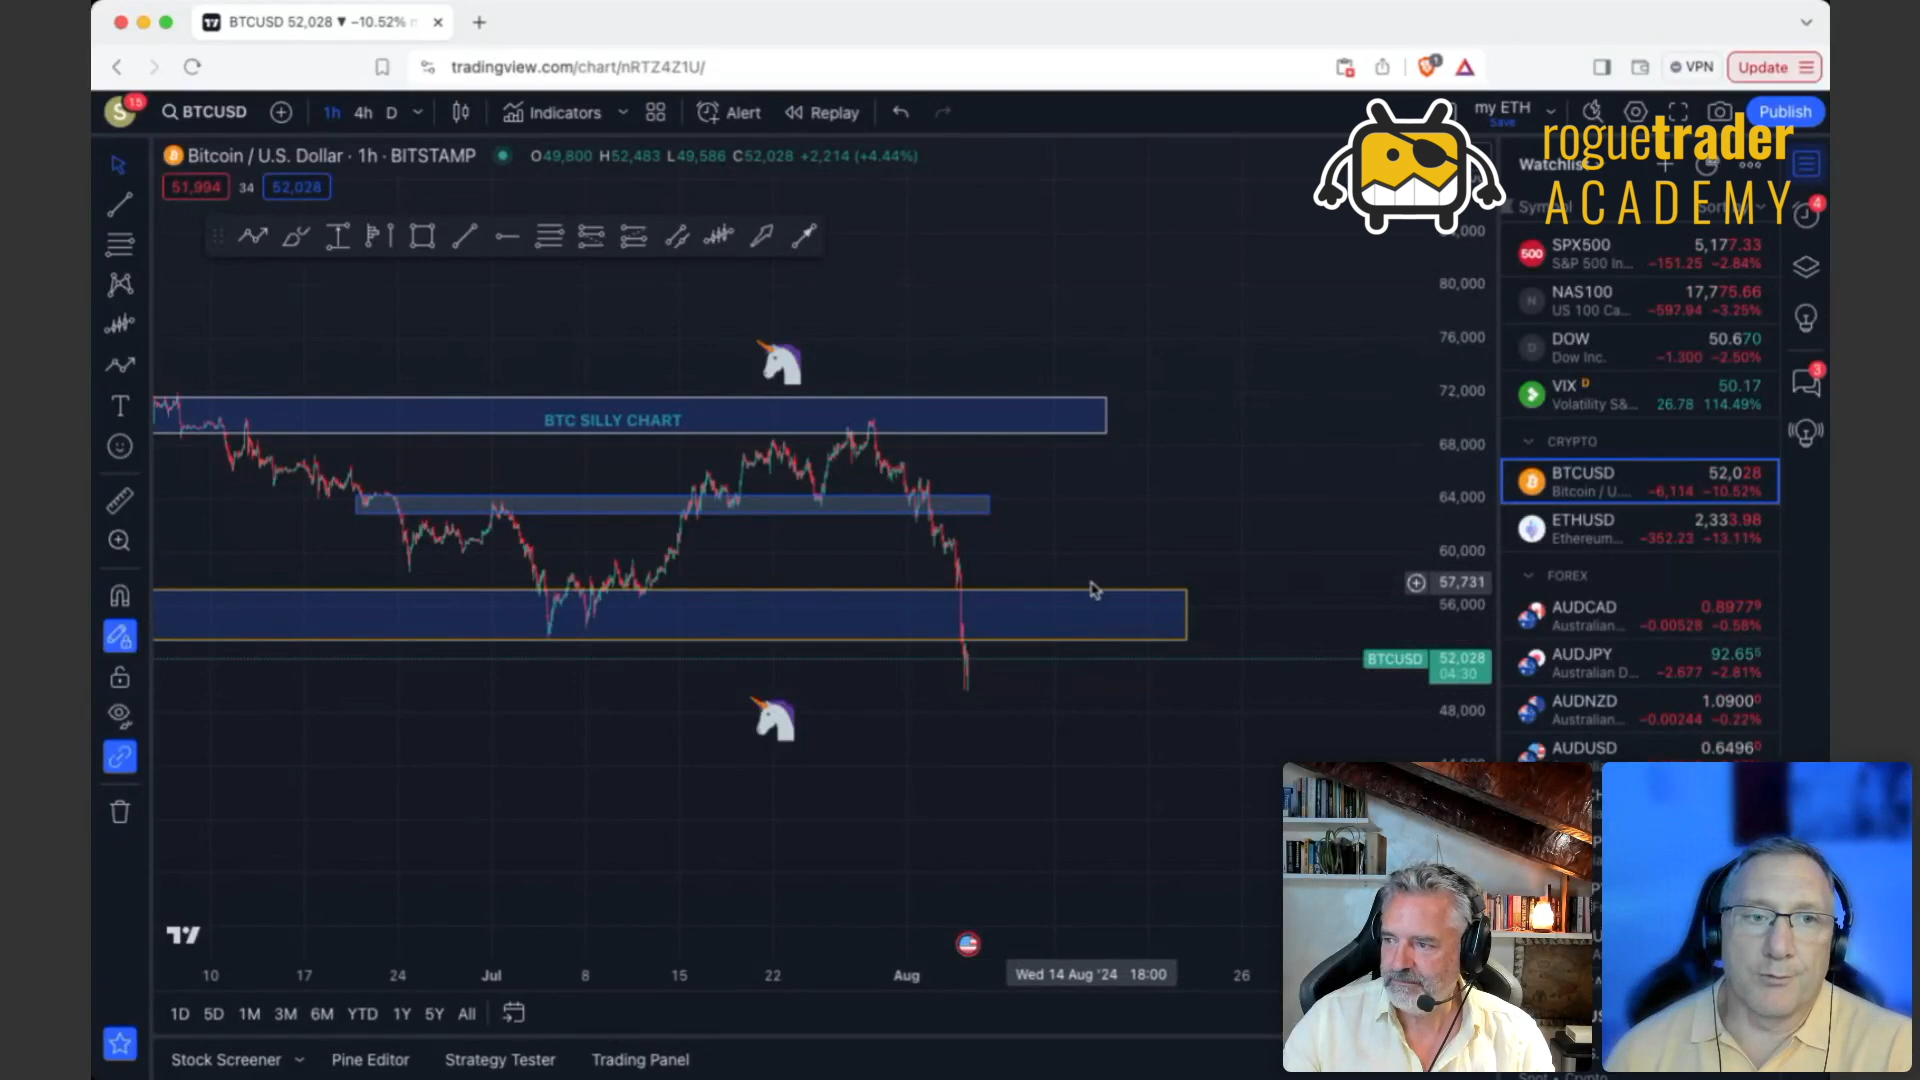 BTCUSD 52,028 ▼ −10.52%
tradingview.com/chart/nRTZ4Z1U/
VPN
Update
S
15
BTCUSD
1h
4h
D
Indicators
Alert
Replay
my ETH
Save
Publish
roguetrader
ACADEMY
Bitcoin / U.S. Dollar · 1h · BITSTAMP
O49,800 H52,483 L49,586 C52,028 +2,214 (+4.44%)
51,994
34
52,028
Watchlist
Symbol
80,000
76,000
72,000
68,000
64,000
60,000
57,731
56,000
BTCUSD
52,028
04:30
48,000
BTC SILLY CHART
500
SPX500
5,177.33
S&P 500 In...
−151.25 −2.84%
N
NAS100
17,775.66
US 100 Ca...
−597.94 −3.25%
D
DOW
50.670
Dow Inc.
−1.300 −2.50%
VIX D
50.17
Volatility S&...
26.78 114.49%
CRYPTO
BTCUSD
52,028
Bitcoin / U....
−6,114 −10.52%
ETHUSD
2,333.98
Ethereum...
−352.23 −13.11%
FOREX
AUDCAD
0.89779
Australian...
−0.00528 −0.58%
AUDJPY
92.655
Australian D...
−2.677 −2.81%
AUDNZD
1.09000
Australian...
−0.00244 −0.22%
AUDUSD
0.64960
4
3
10
17
24
Jul
8
15
22
Aug
Wed 14 Aug '24 18:00
26
1D
5D
1M
3M
6M
YTD
1Y
5Y
All
Stock Screener
Pine Editor
Strategy Tester
Trading Panel